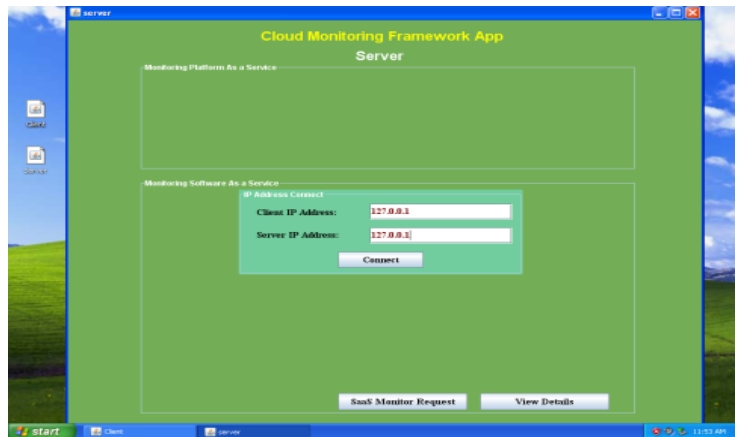 server
Cloud Monitoring Framework App
Server
Monitoring Platform As a Service
Client
Server
Monitoring Software As a Service
IP Address Connect
Client IP Address: 127.0.0.1
Server IP Address: 127.0.0.1
Connect
SaaS Monitor Request View Details
start Client server 11:53 AM